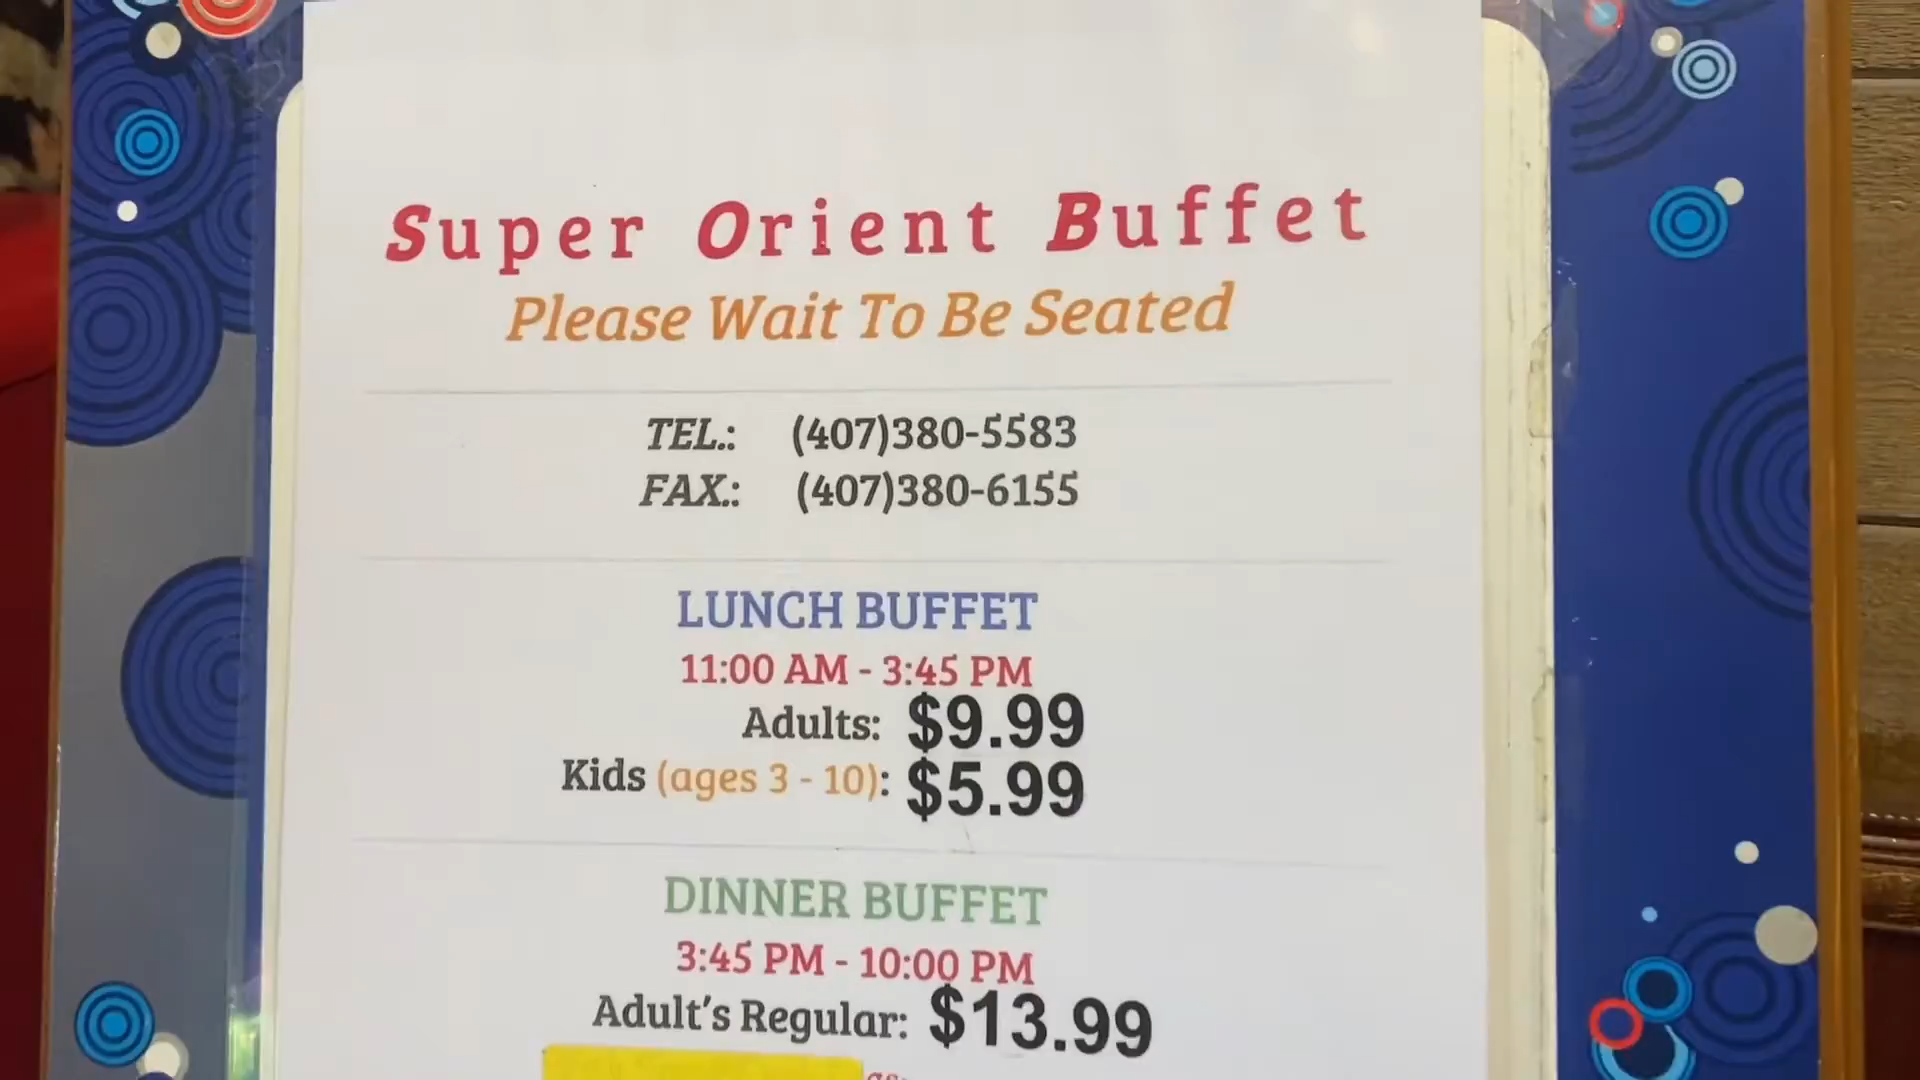 Super Orient Buffet
Please Wait To Be Seated
TEL.: (407)380-5583
FAX.: (407)380-6155
LUNCH BUFFET
11:00 AM - 3:45 PM
Adults: $9.99
Kids (ages 3 - 10): $5.99
DINNER BUFFET
3:45 PM - 10:00 PM
Adult's Regular: $13.99